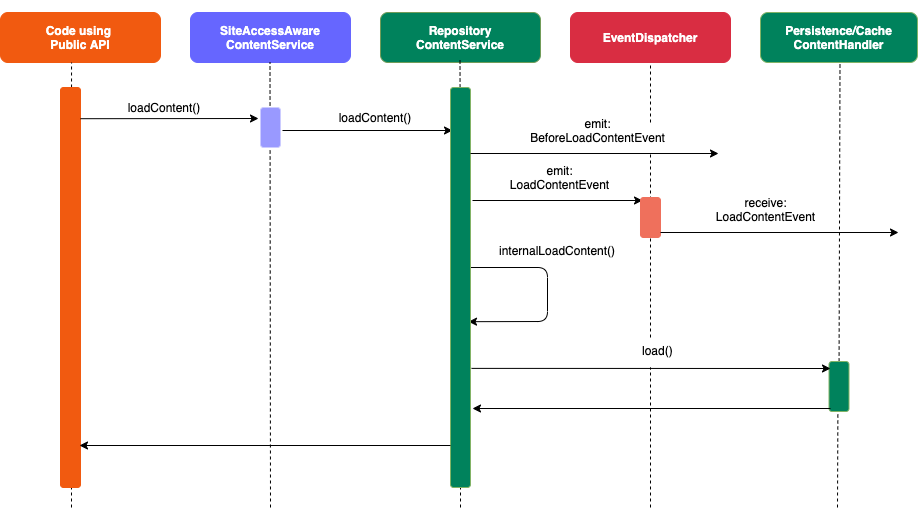 Code using
Public API
SiteAccessAware
ContentService
Repository
ContentService
EventDispatcher
Persistence/Cache
ContentHandler
loadContent()
loadContent()
emit:
BeforeLoadContentEvent
emit:
LoadContentEvent
receive:
LoadContentEvent
internalLoadContent()
load()